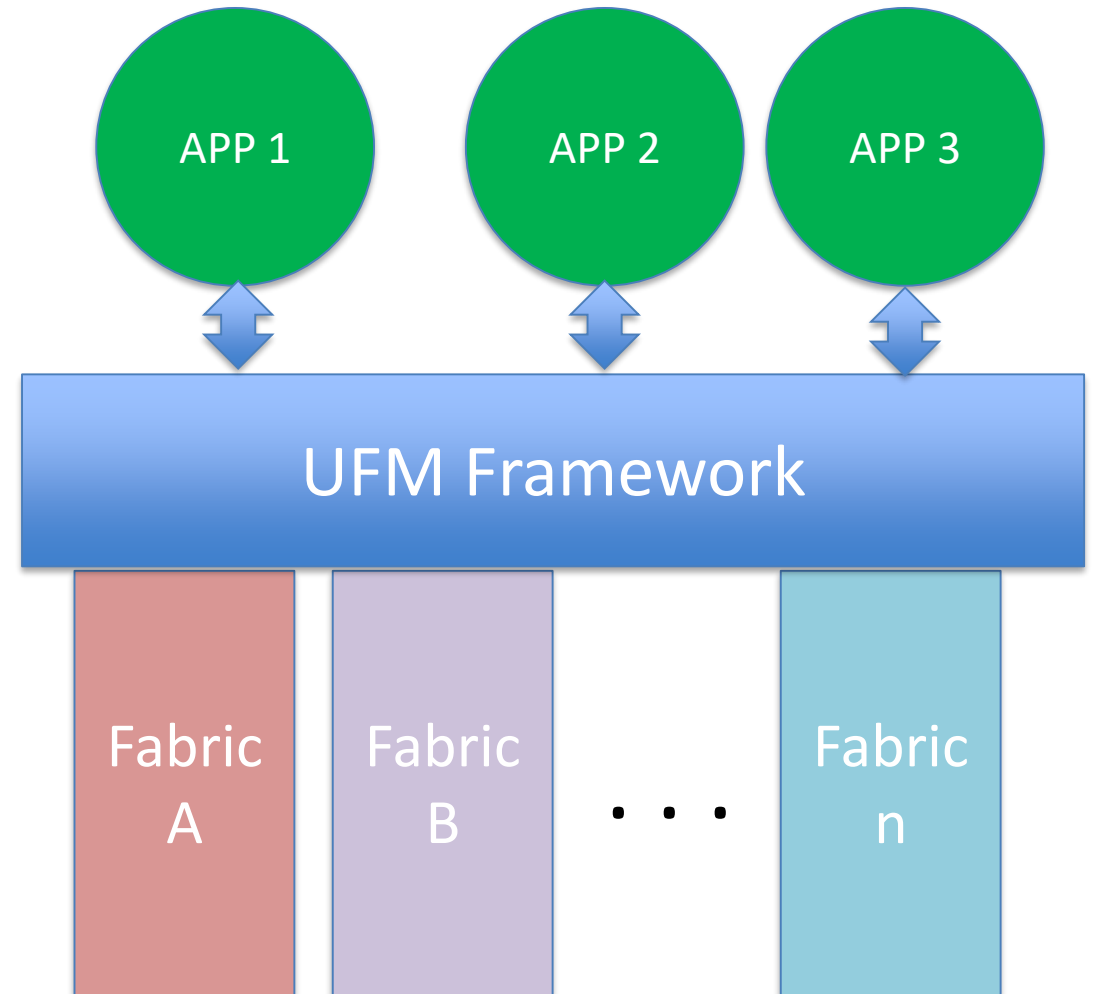 APP 1
APP 2
APP 3
UFM Framework
Fabric
A
Fabric
B
. . .
Fabric
n